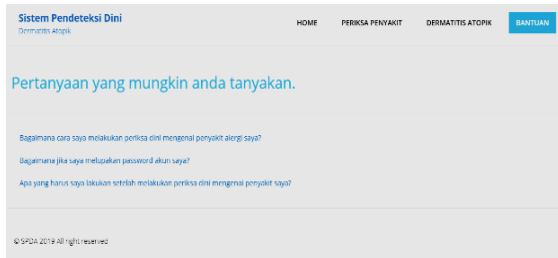 Sistem Pendeteksi Dini
Dermatitis Atopik
HOME PERIKSA PENYAKIT DERMATITIS ATOPIK BANTUAN
Pertanyaan yang mungkin anda tanyakan.
Bagaimana cara saya melakukan periksa dini mengenai penyakit alergi saya?
Bagaimana jika saya melupakan password akun saya?
Apa yang harus saya lakukan setelah melakukan periksa dini mengenai penyakit saya?
© SPDA 2019 All right reserved